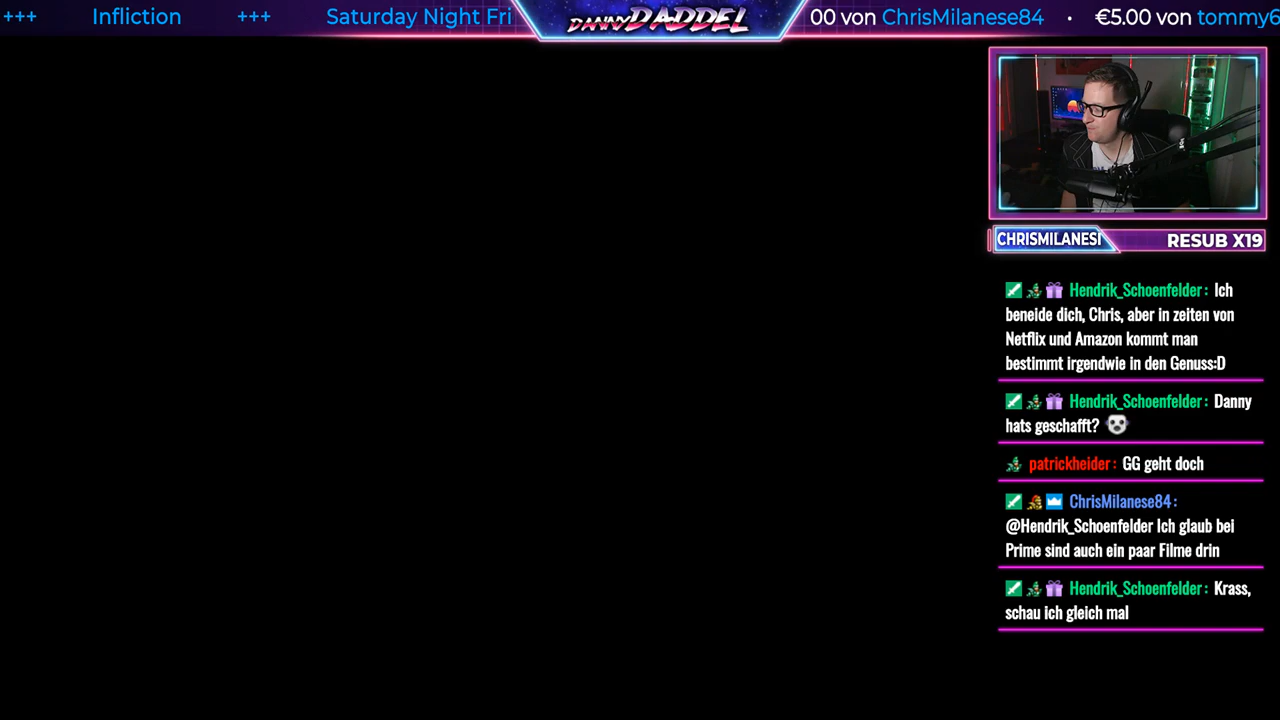 +++ Infliction +++ Saturday Night Fri
DANNY DADDEL
00 von ChrisMilanese84 • €5.00 von tommy6
CHRISMILANESI RESUB X19
Hendrik_Schoenfelder: Ich
beneide dich, Chris, aber in zeiten von
Netflix und Amazon kommt man
bestimmt irgendwie in den Genuss:D
Hendrik_Schoenfelder: Danny
hats geschafft?
patrickheider: GG geht doch
ChrisMilanese84:
@Hendrik_Schoenfelder Ich glaub bei
Prime sind auch ein paar Filme drin
Hendrik_Schoenfelder: Krass,
schau ich gleich mal